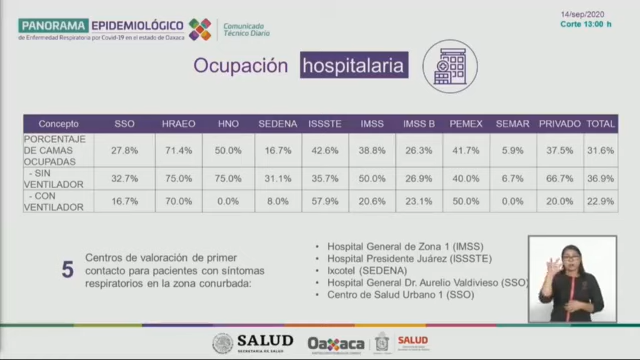 PANORAMA EPIDEMIOLÓGICO
de Enfermedad Respiratoria por Covid-19 en el estado de Oaxaca
Comunicado
Técnico Diario
14/sep/2020
Corte 13:00 h
Ocupación hospitalaria
Concepto SSO HRAEO HNO SEDENA ISSSTE IMSS IMSS B PEMEX SEMAR PRIVADO TOTAL
PORCENTAJE
DE CAMAS
OCUPADAS 27.8% 71.4% 50.0% 16.7% 42.6% 38.8% 26.3% 41.7% 5.9% 37.5% 31.6%
- SIN
VENTILADOR 32.7% 75.0% 75.0% 31.1% 35.7% 50.0% 26.9% 40.0% 6.7% 66.7% 36.9%
- CON
VENTILADOR 16.7% 70.0% 0.0% 8.0% 57.9% 20.6% 23.1% 50.0% 0.0% 20.0% 22.9%
5 Centros de valoración de primer
contacto para pacientes con síntomas
respiratorios en la zona conurbada:
• Hospital General de Zona 1 (IMSS)
• Hospital Presidente Juárez (ISSSTE)
• Ixcotel (SEDENA)
• Hospital General Dr. Aurelio Valdivieso (SSO)
• Centro de Salud Urbano 1 (SSO)
SALUD
SECRETARÍA DE SALUD
Oaxaca
SALUD